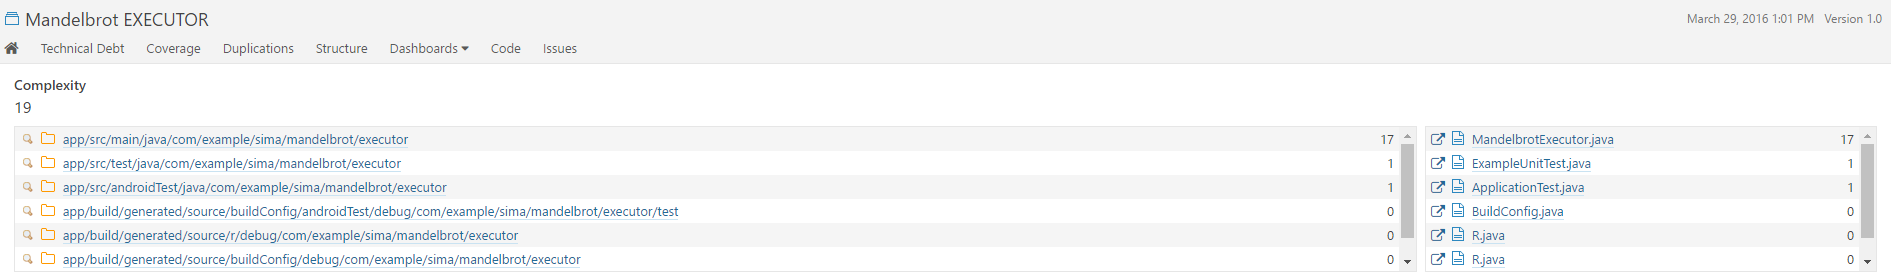 Mandelbrot EXECUTOR
March 29, 2016 1:01 PM Version 1.0
Technical Debt Coverage Duplications Structure Dashboards Code Issues
Complexity
19
app/src/main/java/com/example/sima/mandelbrot/executor 17
app/src/test/java/com/example/sima/mandelbrot/executor 1
app/src/androidTest/java/com/example/sima/mandelbrot/executor 1
app/build/generated/source/buildConfig/androidTest/debug/com/example/sima/mandelbrot/executor/test 0
app/build/generated/source/r/debug/com/example/sima/mandelbrot/executor 0
app/build/generated/source/buildConfig/debug/com/example/sima/mandelbrot/executor 0
MandelbrotExecutor.java 17
ExampleUnitTest.java 1
ApplicationTest.java 1
BuildConfig.java 0
R.java 0
R.java 0